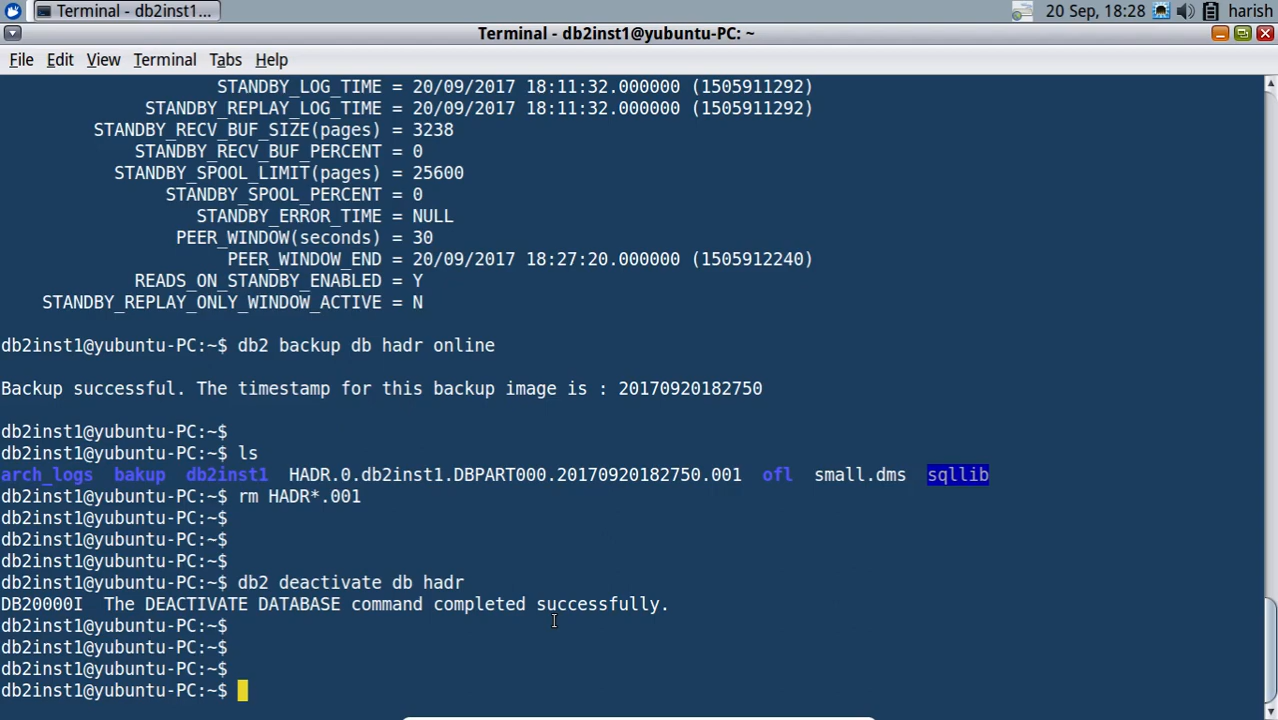 Terminal - db2inst1... 20 Sep, 18:28 harish
Terminal - db2inst1@yubuntu-PC: ~
File Edit View Terminal Tabs Help
STANDBY_LOG_TIME = 20/09/2017 18:11:32.000000 (1505911292)
STANDBY_REPLAY_LOG_TIME = 20/09/2017 18:11:32.000000 (1505911292)
STANDBY_RECV_BUF_SIZE(pages) = 3238
STANDBY_RECV_BUF_PERCENT = 0
STANDBY_SPOOL_LIMIT(pages) = 25600
STANDBY_SPOOL_PERCENT = 0
STANDBY_ERROR_TIME = NULL
PEER_WINDOW(seconds) = 30
PEER_WINDOW_END = 20/09/2017 18:27:20.000000 (1505912240)
READS_ON_STANDBY_ENABLED = Y
STANDBY_REPLAY_ONLY_WINDOW_ACTIVE = N
db2inst1@yubuntu-PC:~$ db2 backup db hadr online
Backup successful. The timestamp for this backup image is : 20170920182750
db2inst1@yubuntu-PC:~$
db2inst1@yubuntu-PC:~$ ls
arch_logs bakup db2inst1 HADR.0.db2inst1.DBPART000.20170920182750.001 ofl small.dms sqllib
db2inst1@yubuntu-PC:~$ rm HADR*.001
db2inst1@yubuntu-PC:~$
db2inst1@yubuntu-PC:~$
db2inst1@yubuntu-PC:~$
db2inst1@yubuntu-PC:~$ db2 deactivate db hadr
DB20000I The DEACTIVATE DATABASE command completed successfully.
db2inst1@yubuntu-PC:~$
db2inst1@yubuntu-PC:~$
db2inst1@yubuntu-PC:~$
db2inst1@yubuntu-PC:~$